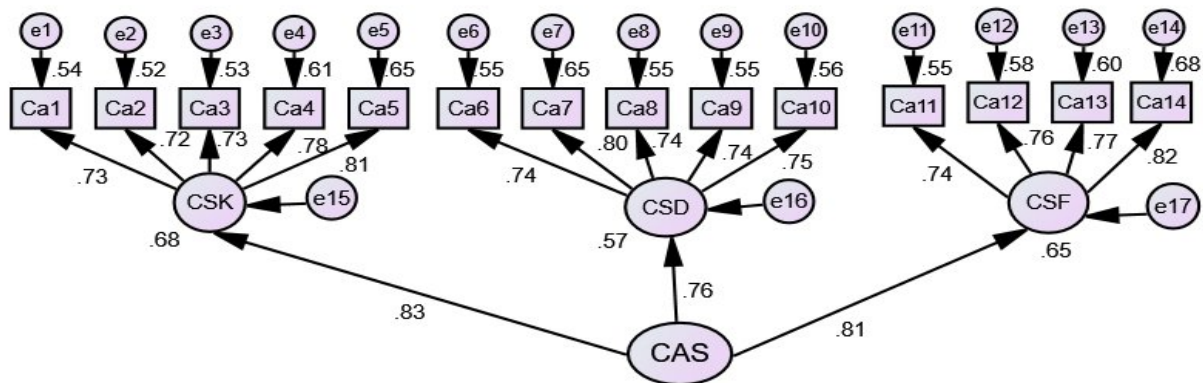 e1 e2 e3 e4 e5 e6 e7 e8 e9 e10 e11 e12 e13 e14
.54 .52 .53 .61 .65 .55 .65 .55 .55 .56 .55 .58 .60 .68
Ca1 Ca2 Ca3 Ca4 Ca5 Ca6 Ca7 Ca8 Ca9 Ca10 Ca11 Ca12 Ca13 Ca14
.73 .72 .73 .78 .81 .74 .80 .74 .74 .75 .74 .76 .77 .82
CSK e15 CSD e16 CSF e17
.68 .57 .65
.83 .76 .81
CAS